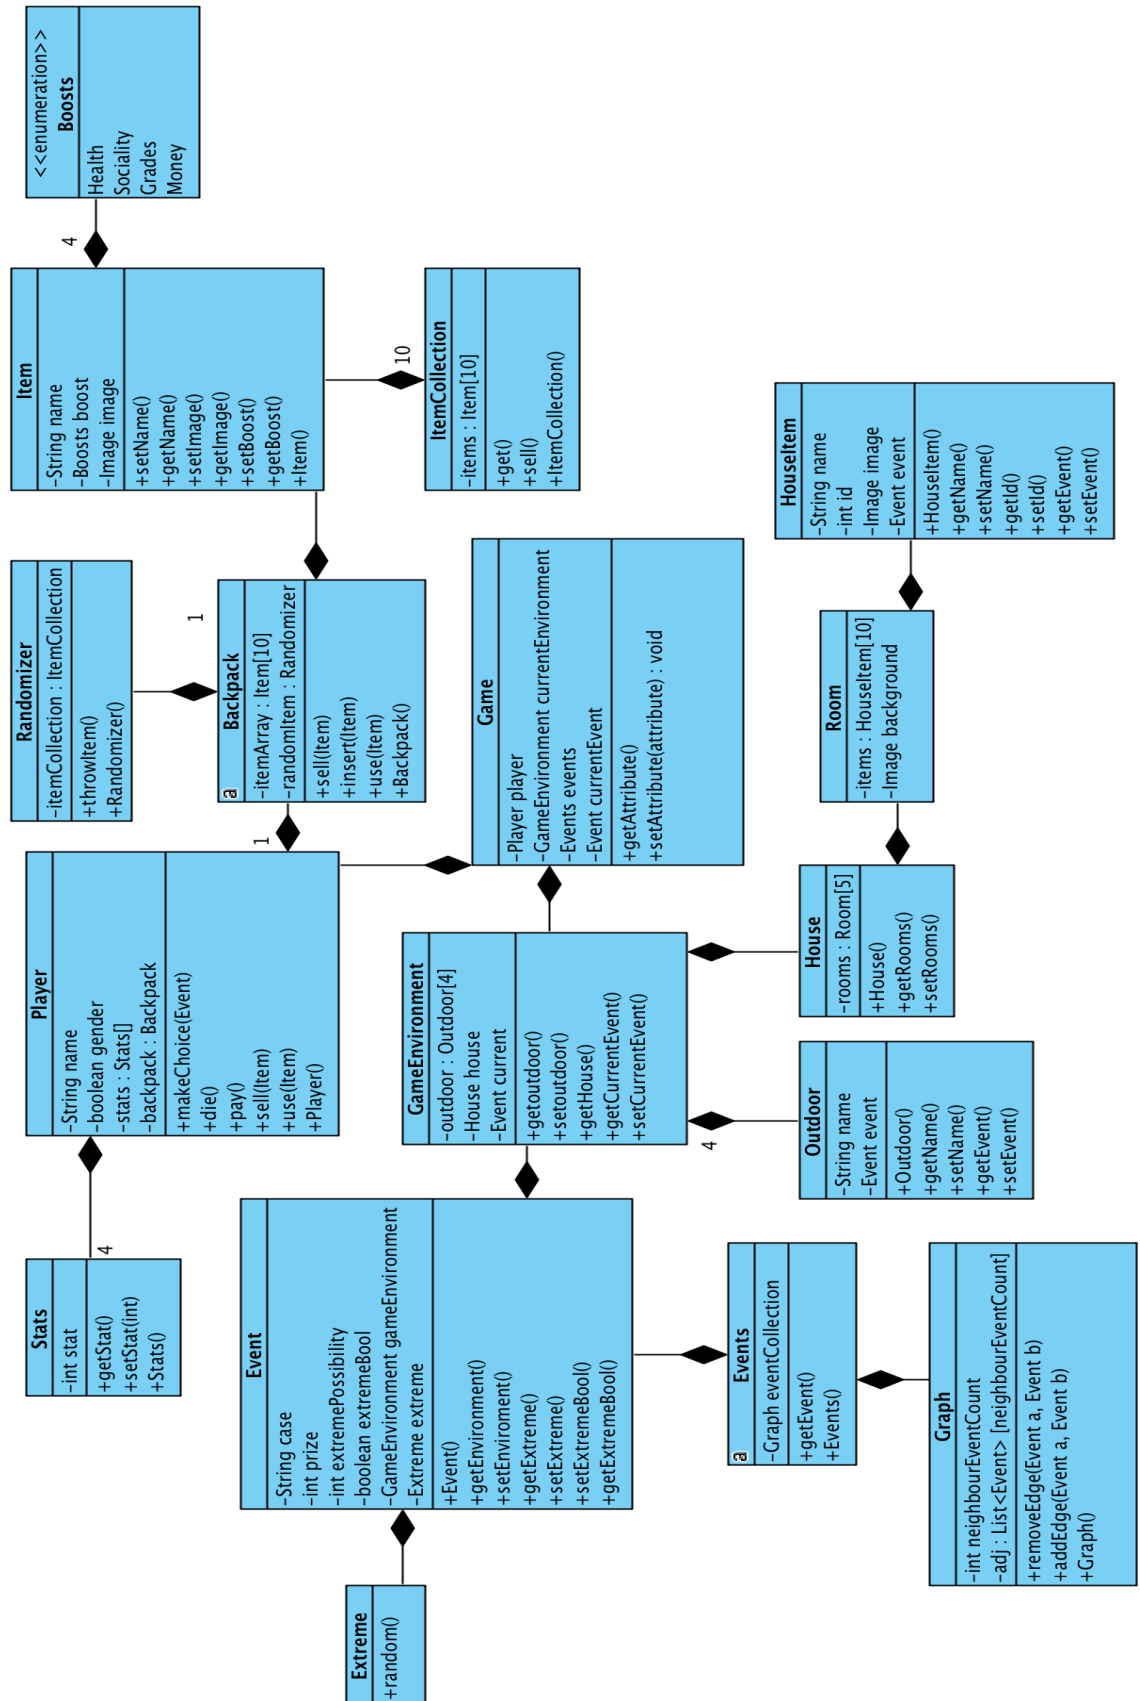 <<enumeration>>
Boosts
Health
Sociality
Grades
Money
4
Item
-String name
-Boosts boost
-Image image
+setName()
+getName()
+setImage()
+getImage()
+setBoost()
+getBoost()
+Item()
10
ItemCollection
-items : Item[10]
+get()
+sell()
+ItemCollection()
Randomizer
-itemCollection : ItemCollection
+throwItem()
+Randomizer()
1
a
Backpack
-itemArray : Item[10]
-randomItem : Randomizer
+sell(Item)
+insert(Item)
+use(Item)
+Backpack()
1
Player
-String name
-boolean gender
-stats : Stats[]
-backpack : Backpack
+makeChoice(Event)
+die()
+pay()
+sell(Item)
+use(Item)
+Player()
4
Stats
-int stat
+getStat()
+setStat(int)
+Stats()
Game
-Player player
-GameEnvironment currentEnvironment
-Events events
-Event currentEvent
+getAttribute()
+setAttribute(attribute) : void
HouseItem
-String name
-int id
-Image image
-Event event
+HouseItem()
+getName()
+setName()
+getId()
+setId()
+getEvent()
+setEvent()
Room
-items : HouseItem[10]
-Image background
House
-rooms : Room[5]
+House()
+getRooms()
+setRooms()
GameEnvironment
-outdoor : Outdoor[4]
-House house
-Event current
+getoutdoor()
+setoutdoor()
+getHouse()
+getCurrentEvent()
+setCurrentEvent()
4
Outdoor
-String name
-Event event
+Outdoor()
+getName()
+setName()
+getEvent()
+setEvent()
Event
-String case
-int prize
-int extremePossibility
-boolean extremeBool
-GameEnvironment gameEnvironment
-Extreme extreme
+Event()
+getEnvironment()
+setEnviroment()
+getExtreme()
+setExtreme()
+setExtremeBool()
+getExtremeBool()
a
Events
-Graph eventCollection
+getEvent()
+Events()
Graph
-int neighbourEventCount
-adj : List<Event> [neighbourEventCount]
+removeEdge(Event a, Event b)
+addEdge(Event a, Event b)
+Graph()
Extreme
+random()